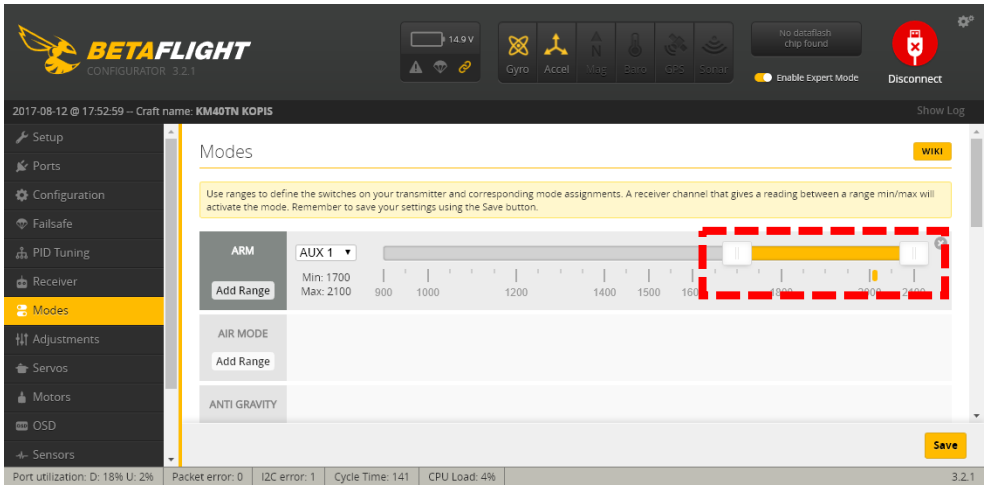 BETAFLIGHT
CONFIGURATOR 3.2.1
14.9 V
Gyro Accel Mag Baro GPS Sonar
No dataflash
chip found
Enable Expert Mode
Disconnect
2017-08-12 @ 17:52:59 -- Craft name: KM4OTN KOPIS
Show Log
Setup
Ports
Configuration
Failsafe
PID Tuning
Receiver
Modes
Adjustments
Servos
Motors
OSD
Sensors
Modes
WIKI
Use ranges to define the switches on your transmitter and corresponding mode assignments. A receiver channel that gives a reading between a range min/max will
activate the mode. Remember to save your settings using the Save button.
ARM
Add Range
AUX 1
Min: 1700
Max: 2100
900 1000 1200 1400 1500 1600 1800 2000 2100
AIR MODE
Add Range
ANTI GRAVITY
Save
Port utilization: D: 18% U: 2% Packet error: 0 I2C error: 1 Cycle Time: 141 CPU Load: 4% 3.2.1